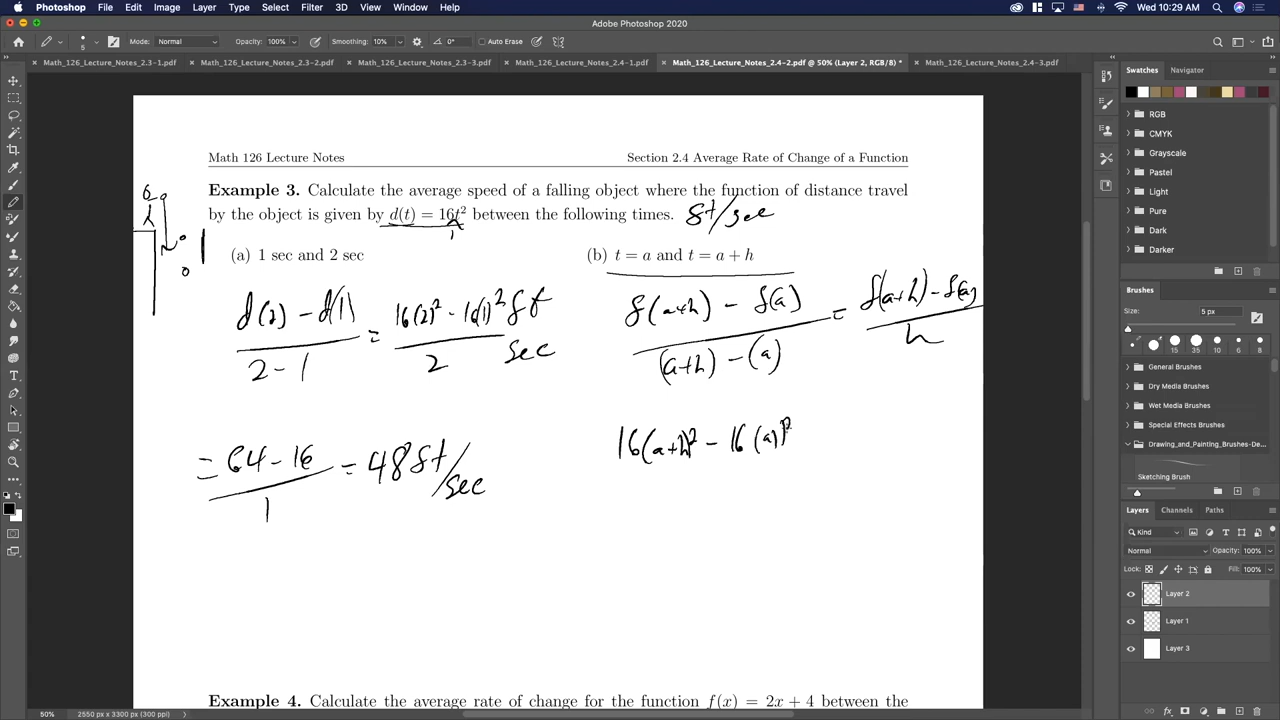 Photoshop File Edit Image Layer Type Select Filter 3D View Window Help Wed 10:29 AM
Adobe Photoshop 2020
5 Mode: Normal Opacity: 100% Smoothing: 10% 0° Auto Erase
Math_126_Lecture_Notes_2.3-1.pdf Math_126_Lecture_Notes_2.3-2.pdf Math_126_Lecture_Notes_2.3-3.pdf Math_126_Lecture_Notes_2.4-1.pdf Math_126_Lecture_Notes_2.4-2.pdf @ 50% (Layer 2, RGB/8) * Math_126_Lecture_Notes_2.4-3.pdf
Math 126 Lecture Notes Section 2.4 Average Rate of Change of a Function
Example 3. Calculate the average speed of a falling object where the function of distance travel
by the object is given by d(t) = 16t² between the following times. ft/sec
(a) 1 sec and 2 sec (b) t = a and t = a + h
d(2) - d(1) 16(2)² - 16(1)² ft f(a+h) - f(a) f(a+h) - f(a)
= =
2 - 1 2 sec (a+h) - (a) h
16(a+h)² - 16(a)²
= 64 - 16 = 48 ft/sec
1
Example 4. Calculate the average rate of change for the function f(x) = 2x + 4 between the
50% 2550 px x 3300 px (300 ppi)
Swatches Navigator
RGB
CMYK
Grayscale
Pastel
Light
Pure
Dark
Darker
Brushes
Size: 5 px
15 35 10 6 8
General Brushes
Dry Media Brushes
Wet Media Brushes
Special Effects Brushes
Drawing_and_Painting_Brushes-De...
Sketching Brush
Layers Channels Paths
Kind
Normal Opacity: 100%
Lock: Fill: 100%
Layer 2
Layer 1
Layer 3